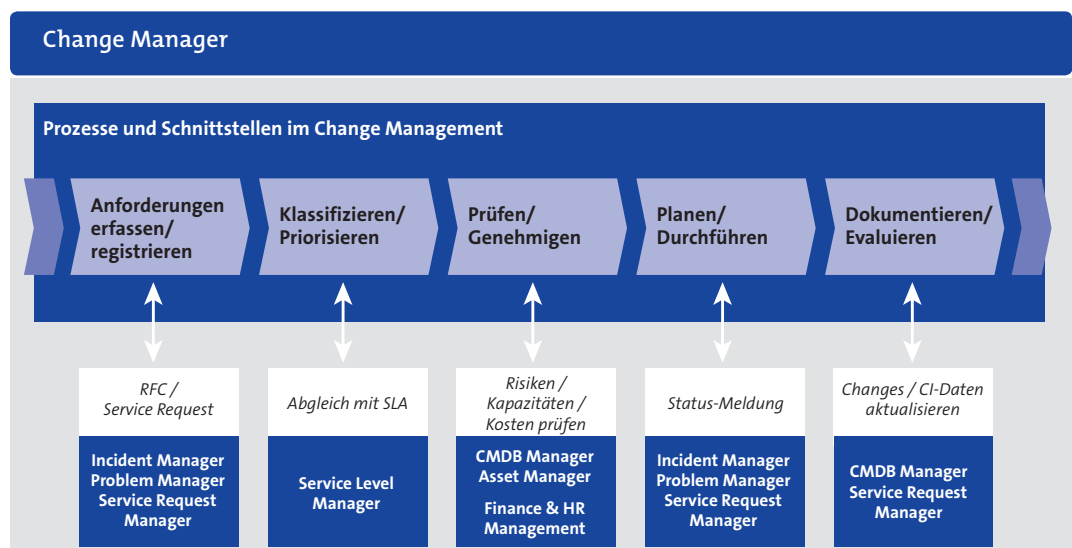 Change Manager
Prozesse und Schnittstellen im Change Management
Anforderungen
erfassen/
registrieren
Klassifizieren/
Priorisieren
Prüfen/
Genehmigen
Planen/
Durchführen
Dokumentieren/
Evaluieren
RFC /
Service Request
Abgleich mit SLA
Risiken /
Kapazitäten /
Kosten prüfen
Status-Meldung
Changes / CI-Daten
aktualisieren
Incident Manager
Problem Manager
Service Request
Manager
Service Level
Manager
CMDB Manager
Asset Manager
Finance & HR
Management
Incident Manager
Problem Manager
Service Request
Manager
CMDB Manager
Service Request
Manager